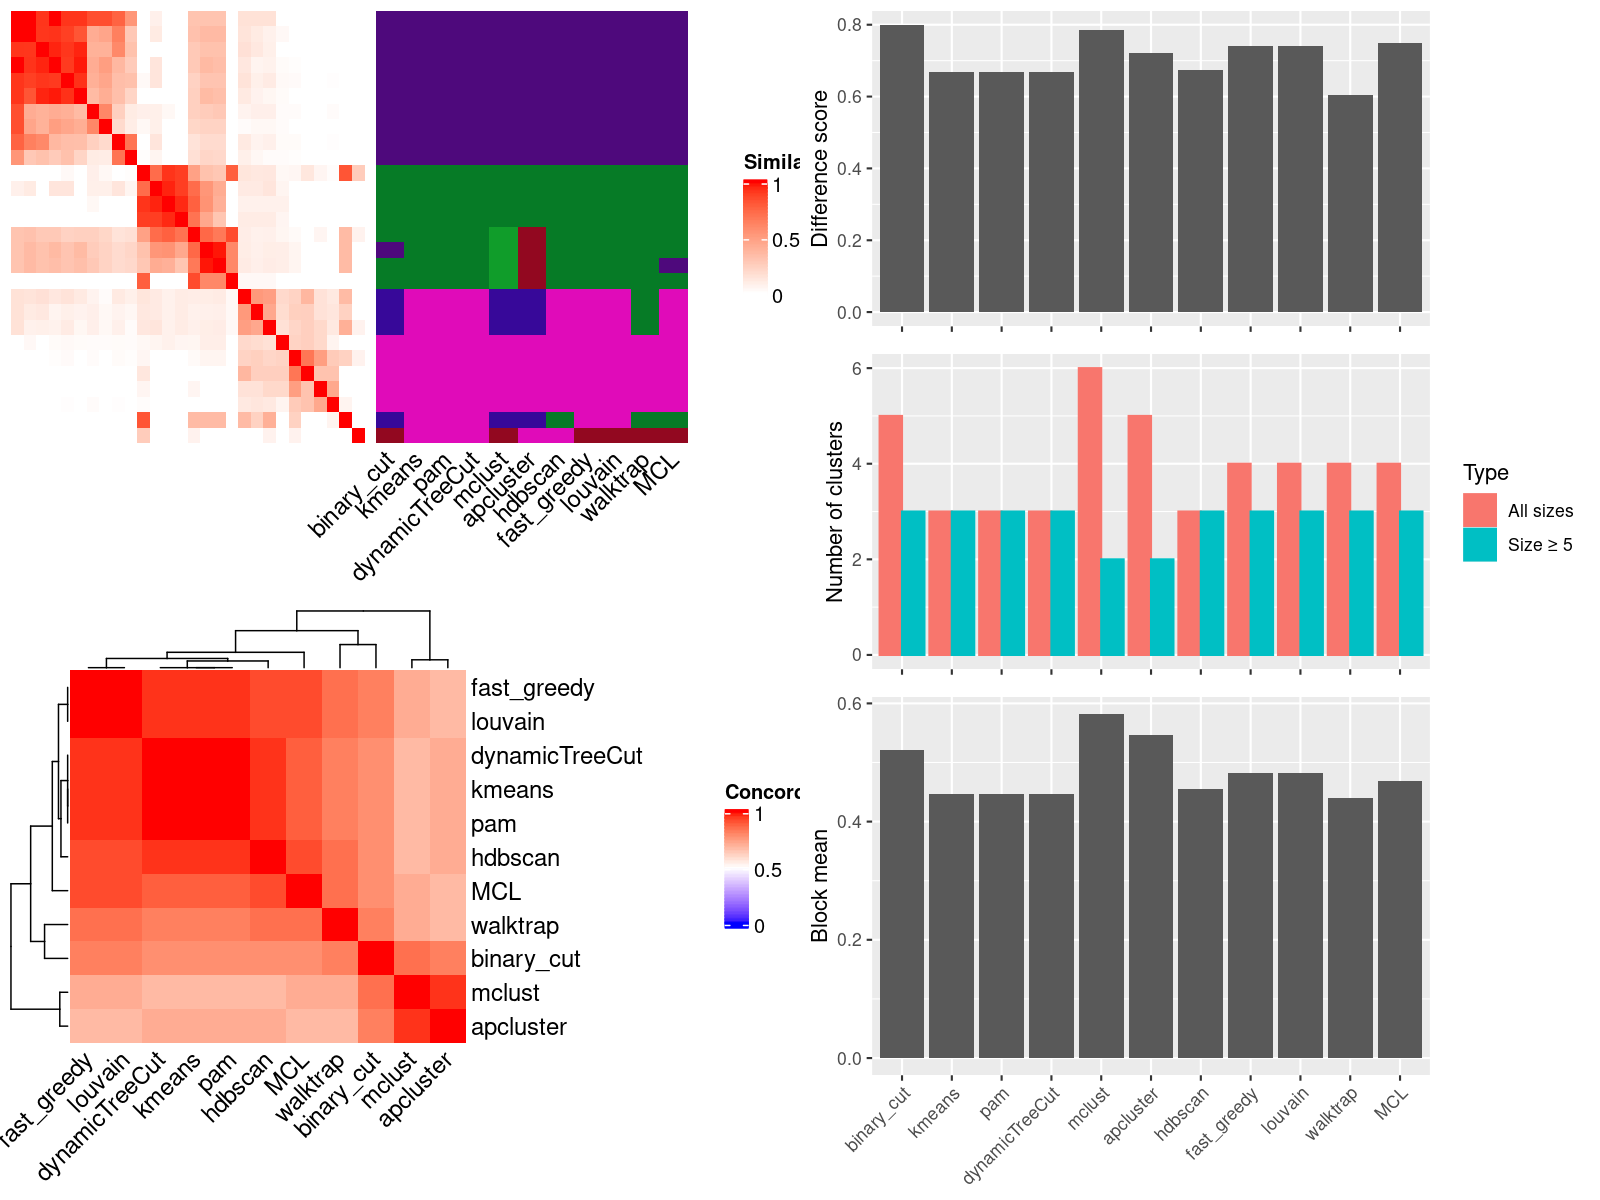 Simila
1
0.5
0
binary_cut
kmeans
pam
dynamicTreeCut
mclust
apcluster
hdbscan
fast_greedy
louvain
walktrap
MCL
fast_greedy
louvain
dynamicTreeCut
kmeans
pam
hdbscan
MCL
walktrap
binary_cut
mclust
apcluster
Concord
1
0.5
0
fast_greedy
louvain
dynamicTreeCut
kmeans
pam
hdbscan
MCL
walktrap
binary_cut
mclust
apcluster
Difference score
0.8
0.6
0.4
0.2
0.0
Number of clusters
6
4
2
0
Type
All sizes
Size ≥ 5
Block mean
0.6
0.4
0.2
0.0
binary_cut
kmeans
pam
dynamicTreeCut
mclust
apcluster
hdbscan
fast_greedy
louvain
walktrap
MCL